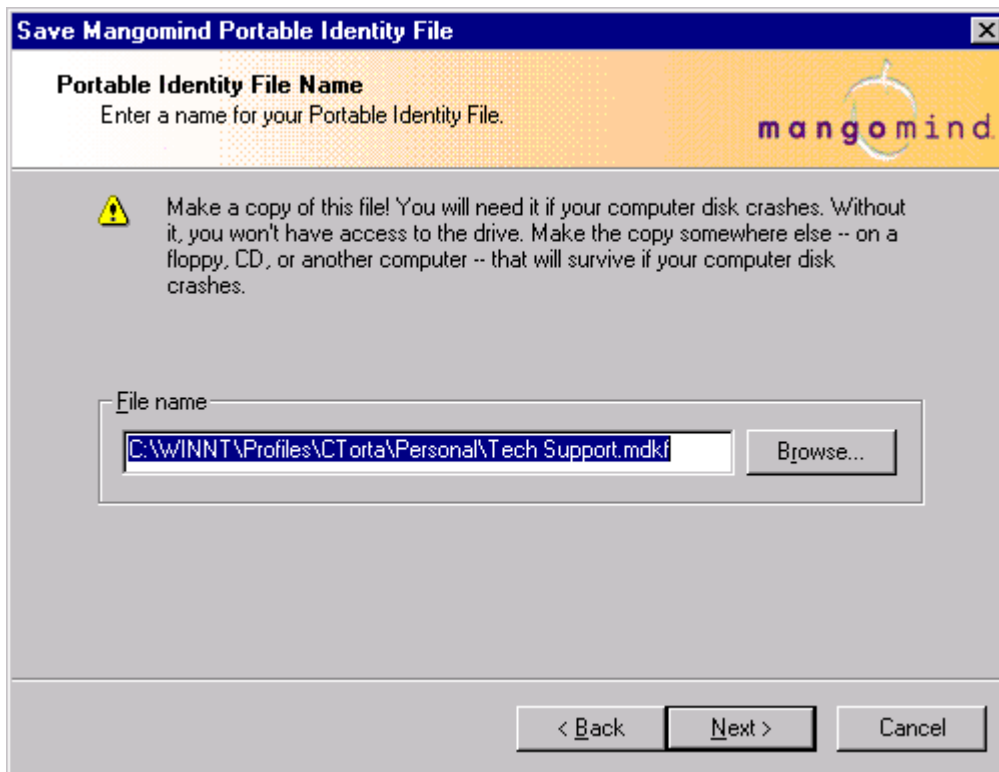 Save Mangomind Portable Identity File
Portable Identity File Name
Enter a name for your Portable Identity File.
mangomind
Make a copy of this file! You will need it if your computer disk crashes. Without
it, you won't have access to the drive. Make the copy somewhere else -- on a
floppy, CD, or another computer -- that will survive if your computer disk
crashes.
File name
C:\WINNT\Profiles\CTorta\Personal\Tech Support.mdkf
Browse...
< Back
Next >
Cancel